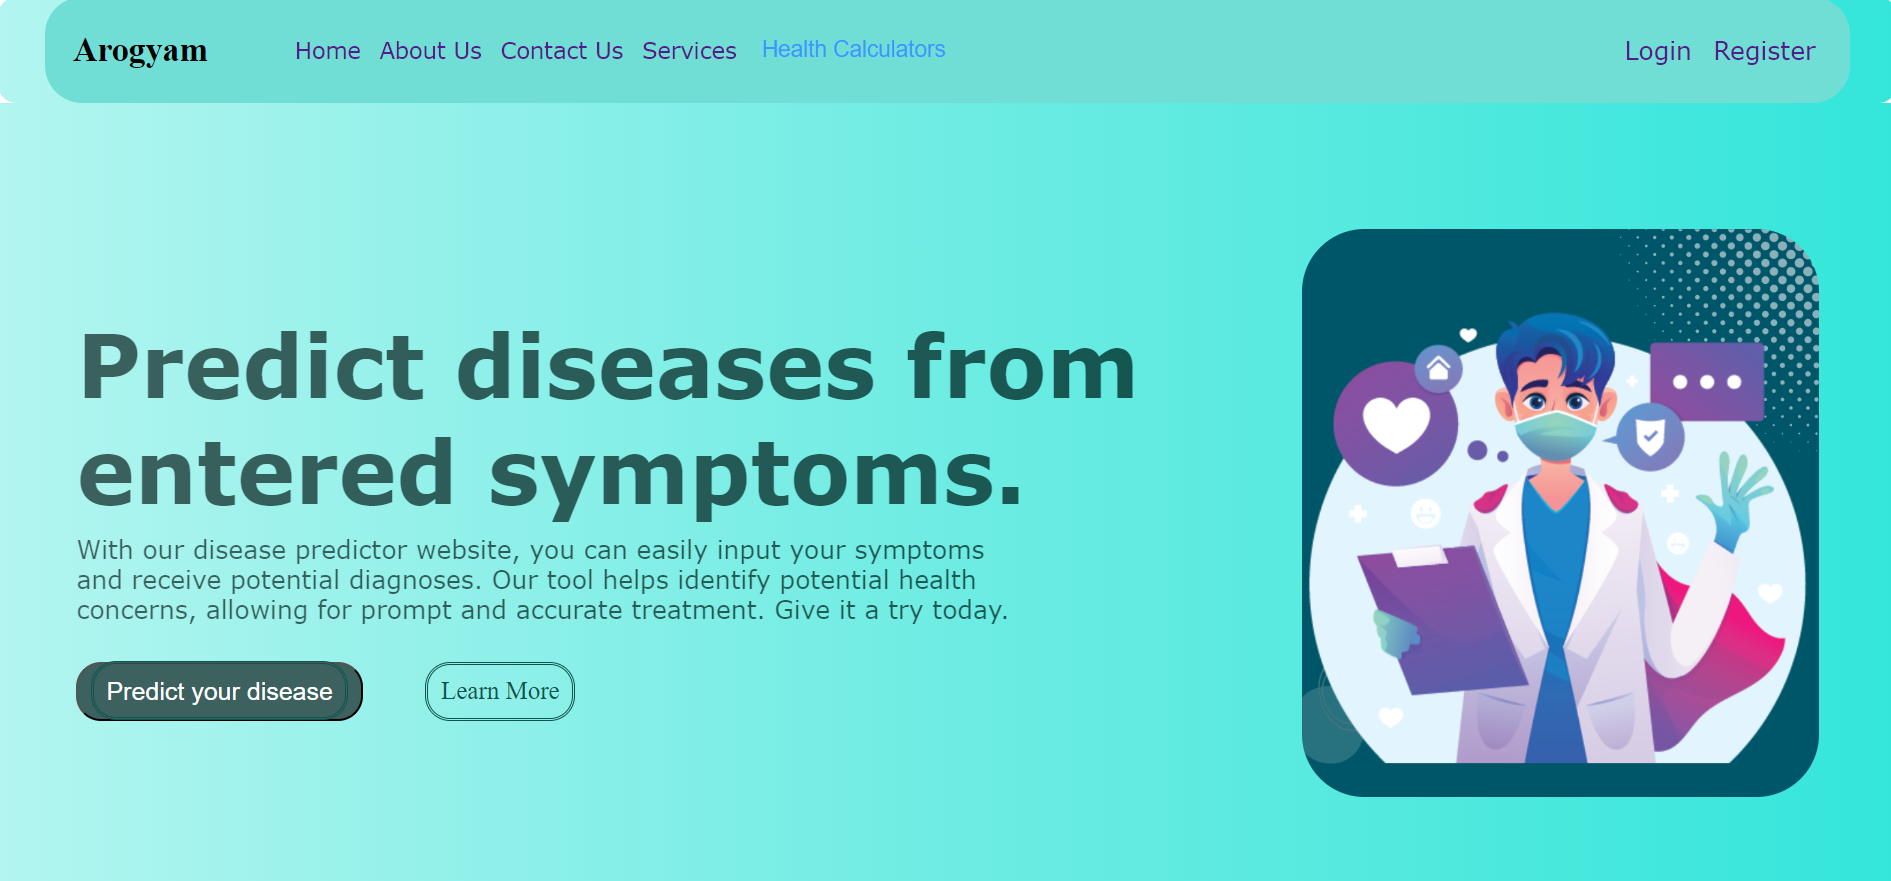 Arogyam Home About Us Contact Us Services Health Calculators Login Register
Predict diseases from
entered symptoms.
With our disease predictor website, you can easily input your symptoms
and receive potential diagnoses. Our tool helps identify potential health
concerns, allowing for prompt and accurate treatment. Give it a try today.
Predict your disease Learn More